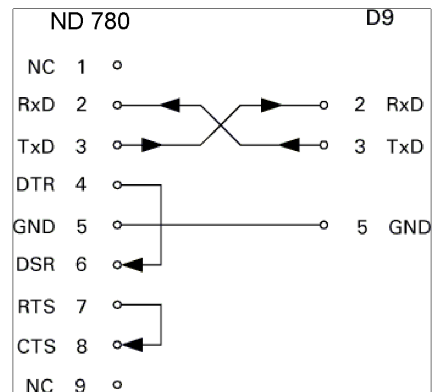 ND 780 D9
NC 1
RxD 2 2 RxD
TxD 3 3 TxD
DTR 4
GND 5 5 GND
DSR 6
RTS 7
CTS 8
NC 9